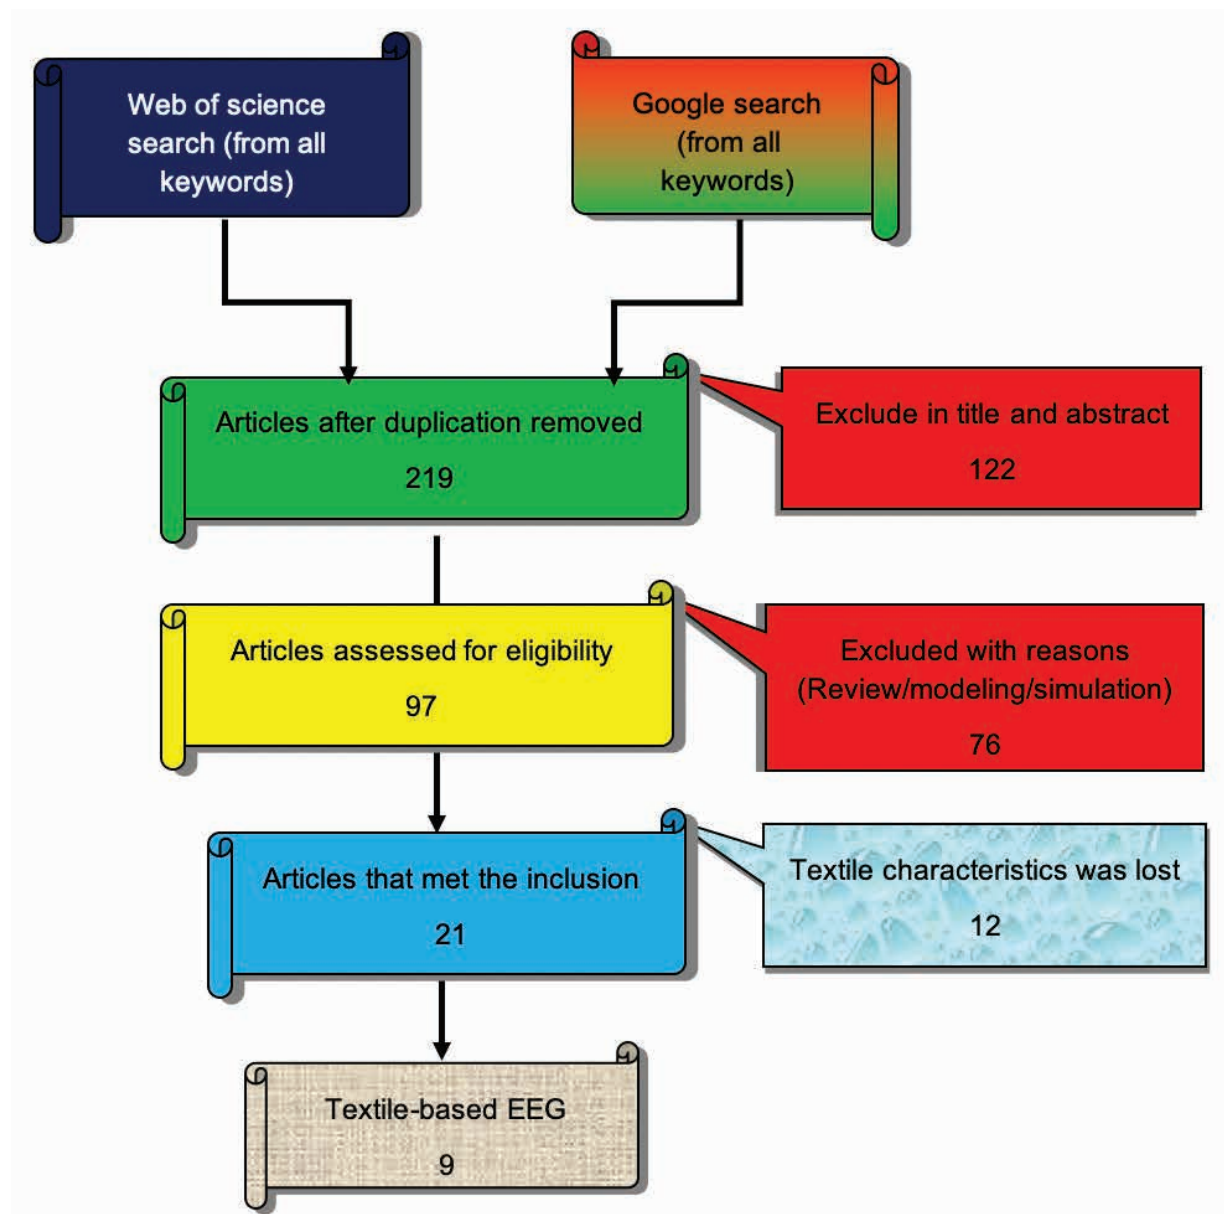 Web of science
search (from all
keywords)
Google search
(from all
keywords)
Articles after duplication removed
219
Exclude in title and abstract
122
Articles assessed for eligibility
97
Excluded with reasons
(Review/modeling/simulation)
76
Articles that met the inclusion
21
Textile characteristics was lost
12
Textile-based EEG
9